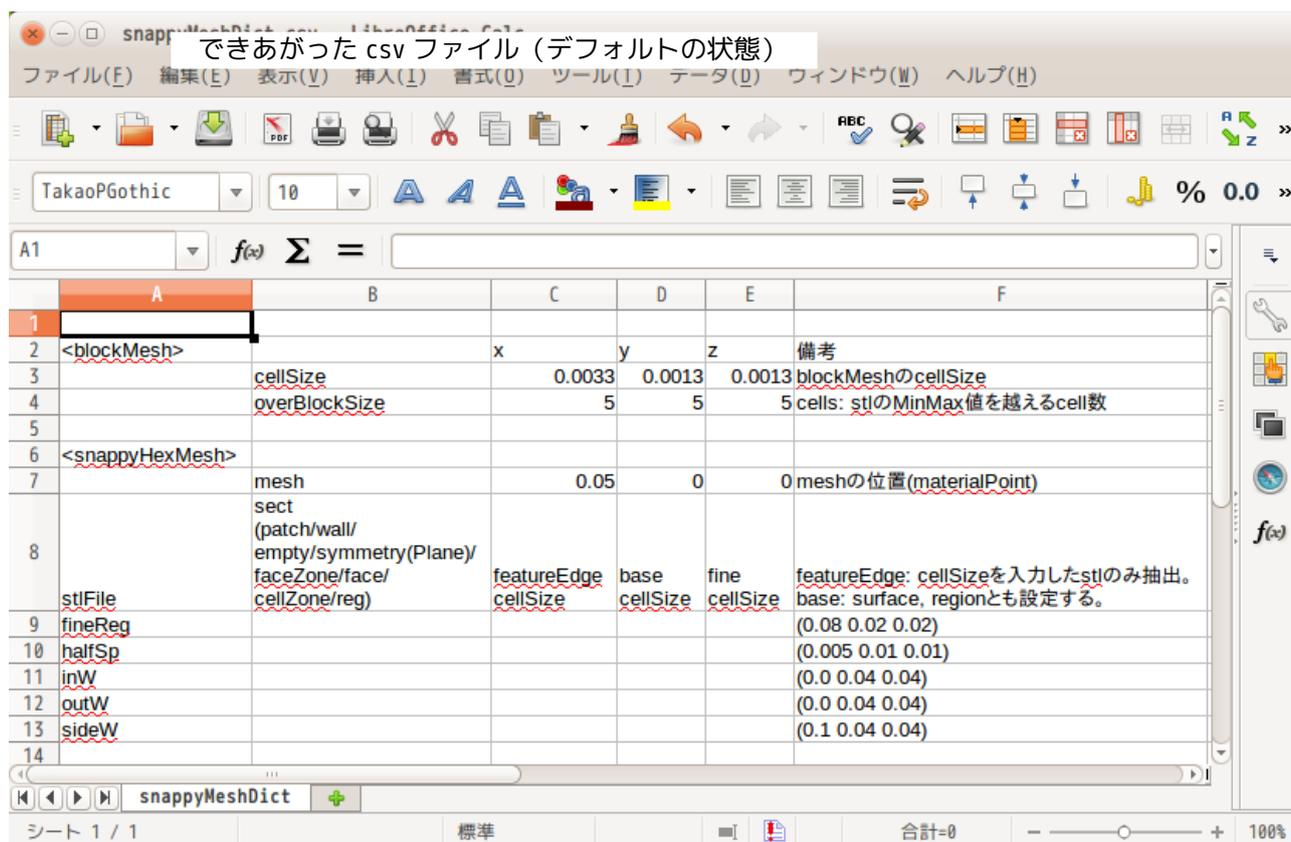 snappyMeshDict.csv - LibreOffice Calc
できあがった csv ファイル（デフォルトの状態）
ファイル(F) 編集(E) 表示(V) 挿入(I) 書式(O) ツール(T) データ(D) ウィンドウ(W) ヘルプ(H)
PDF ABC A Z »
TakaoPGothic 10 A A A a % 0.0 »
A1 f(x) Σ =
A B C D E F
1
2 <blockMesh> x y z 備考
3 cellSize 0.0033 0.0013 0.0013 blockMeshのcellSize
4 overBlockSize 5 5 5 cells: stlのMinMax値を越えるcell数
5
6 <snappyHexMesh>
7 mesh 0.05 0 0 meshの位置(materialPoint)
sect
(patch/wall/
8 empty/symmetry(Plane)/
faceZone/face/ featureEdge base fine featureEdge: cellSizeを入力したstlのみ抽出。
stlFile cellZone/reg) cellSize cellSize cellSize base: surface, regionとも設定する。
9 fineReg (0.08 0.02 0.02)
10 halfSp (0.005 0.01 0.01)
11 inW (0.0 0.04 0.04)
12 outW (0.0 0.04 0.04)
13 sideW (0.1 0.04 0.04)
14
f(x)
snappyMeshDict
シート 1 / 1 標準 合計=0 100%